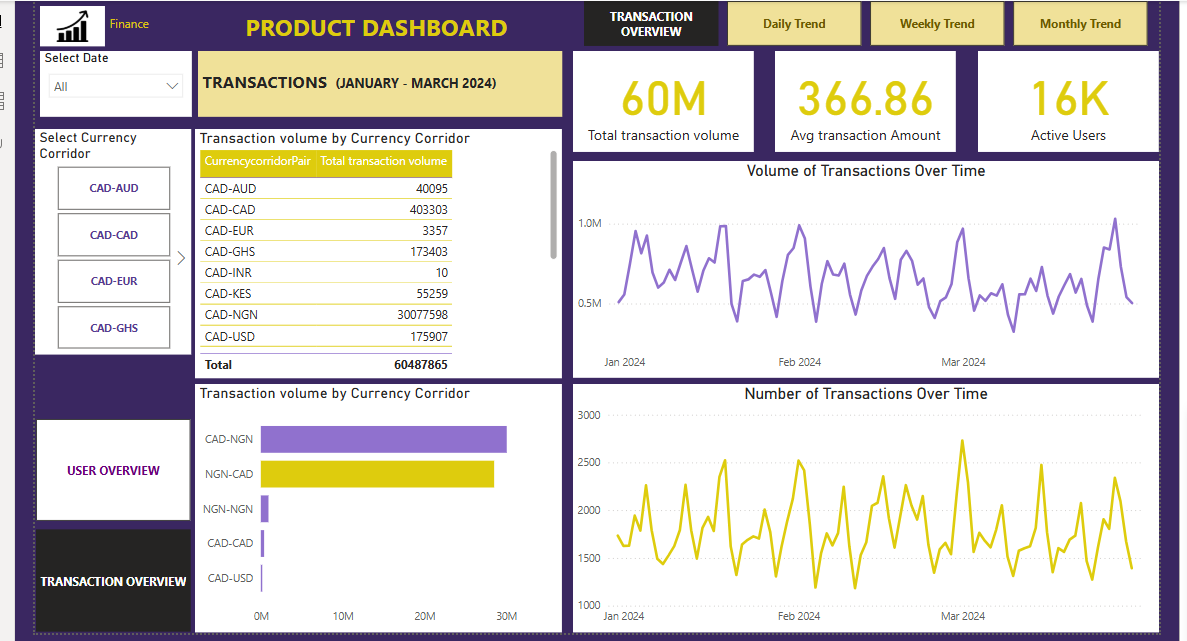 Finance
PRODUCT DASHBOARD
TRANSACTION
OVERVIEW
Daily Trend
Weekly Trend
Monthly Trend
Select Date
All
TRANSACTIONS (JANUARY - MARCH 2024)
60M
Total transaction volume
366.86
Avg transaction Amount
16K
Active Users
Select Currency
Corridor
CAD-AUD
CAD-CAD
CAD-EUR
CAD-GHS
Transaction volume by Currency Corridor
CurrencycorridorPair Total transaction volume
CAD-AUD 40095
CAD-CAD 403303
CAD-EUR 3357
CAD-GHS 173403
CAD-INR 10
CAD-KES 55259
CAD-NGN 30077598
CAD-USD 175907
Total 60487865
Volume of Transactions Over Time
1.0M
0.5M
Jan 2024 Feb 2024 Mar 2024
USER OVERVIEW
TRANSACTION OVERVIEW
Transaction volume by Currency Corridor
CAD-NGN
NGN-CAD
NGN-NGN
CAD-CAD
CAD-USD
0M 10M 20M 30M
Number of Transactions Over Time
3000
2500
2000
1500
1000
Jan 2024 Feb 2024 Mar 2024